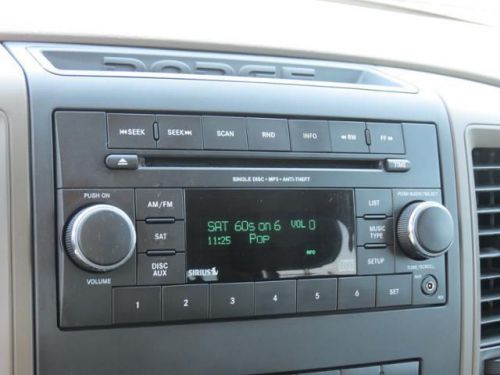 DODGE
|<<SEEK SEEK>>| SCAN RND INFO ◄◄ RW FF ►►
TIME
SINGLE DISC • MP3 • ANTI-THEFT
PUSH ON
AM/FM
SAT
DISC AUX
VOLUME
SAT 60s on 6 VOL 0
11:25 Pop
INFO
SIRIUS
LIST
MUSIC TYPE
SETUP
PUSH AUDIO/SELECT
TUNE/SCROLL
1 2 3 4 5 6 SET
AUX